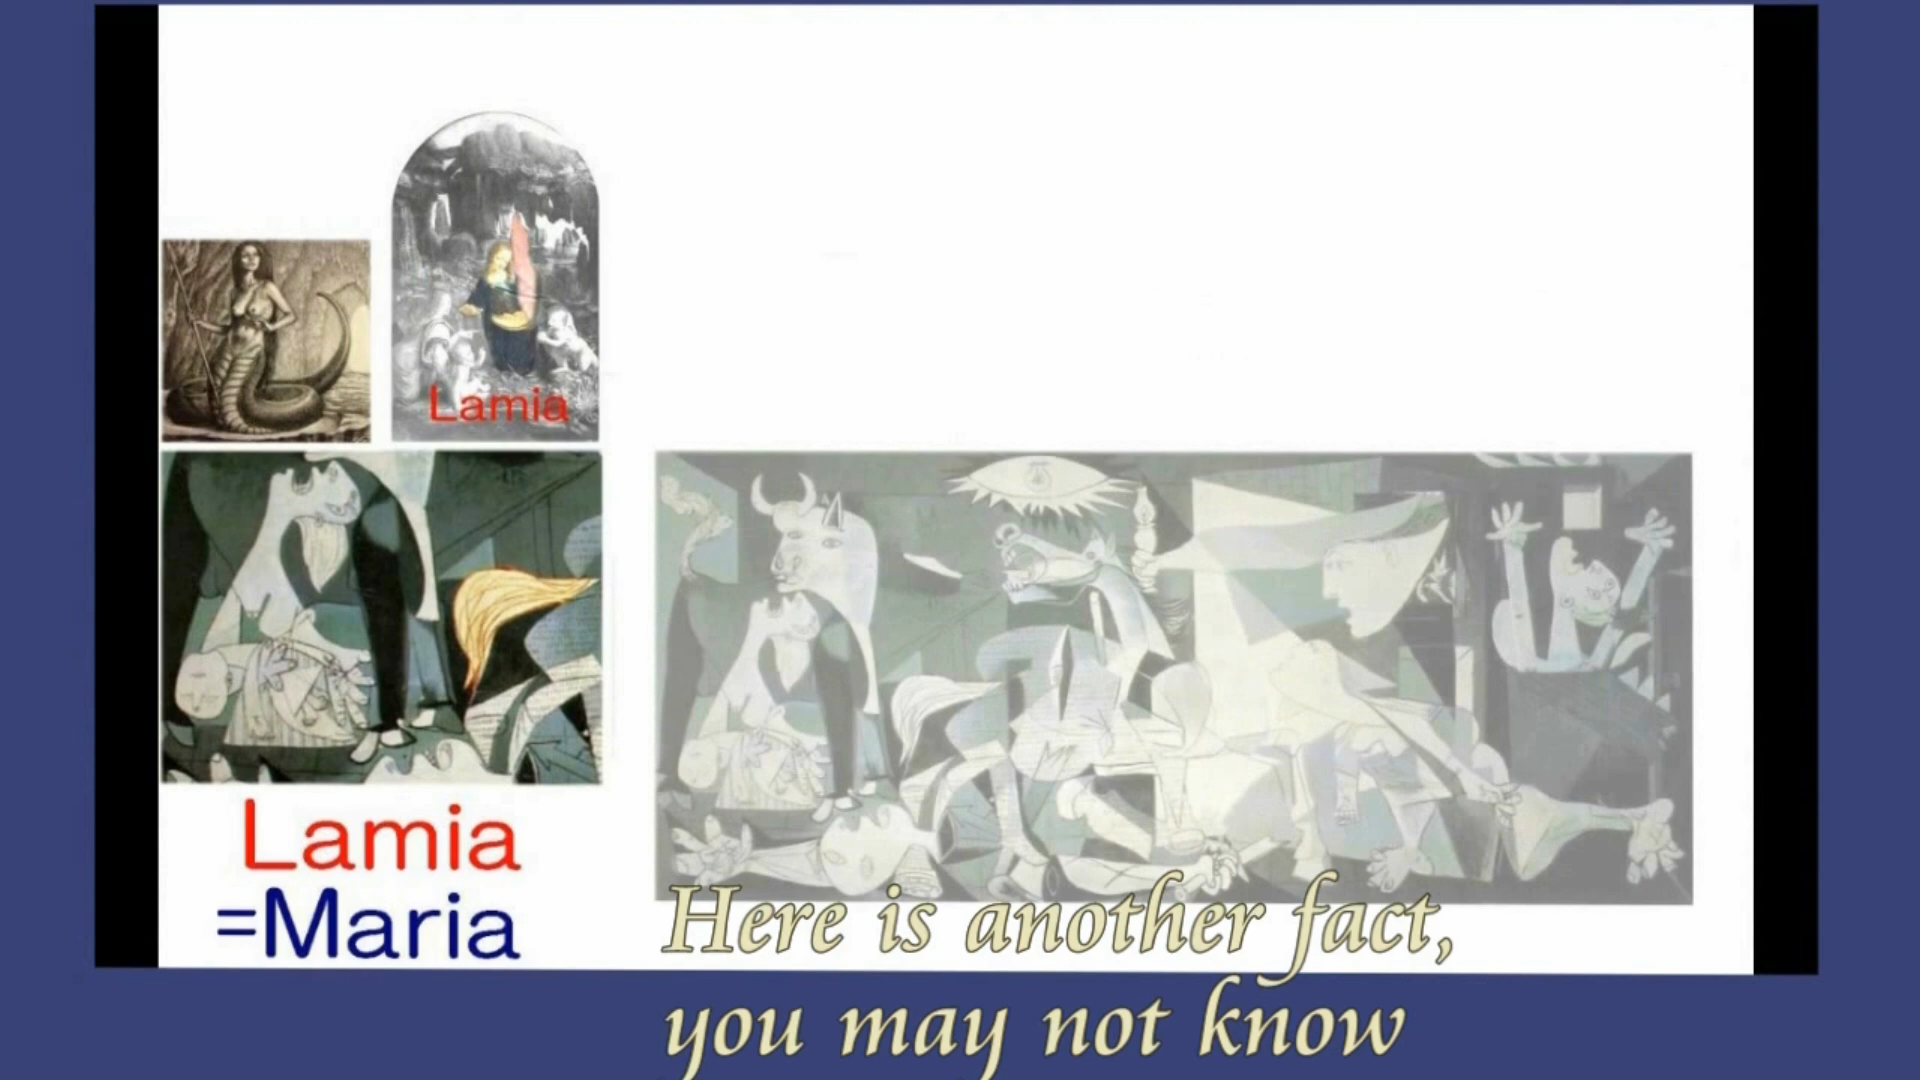 Lamia
Lamia
=Maria
Here is another fact,
you may not know